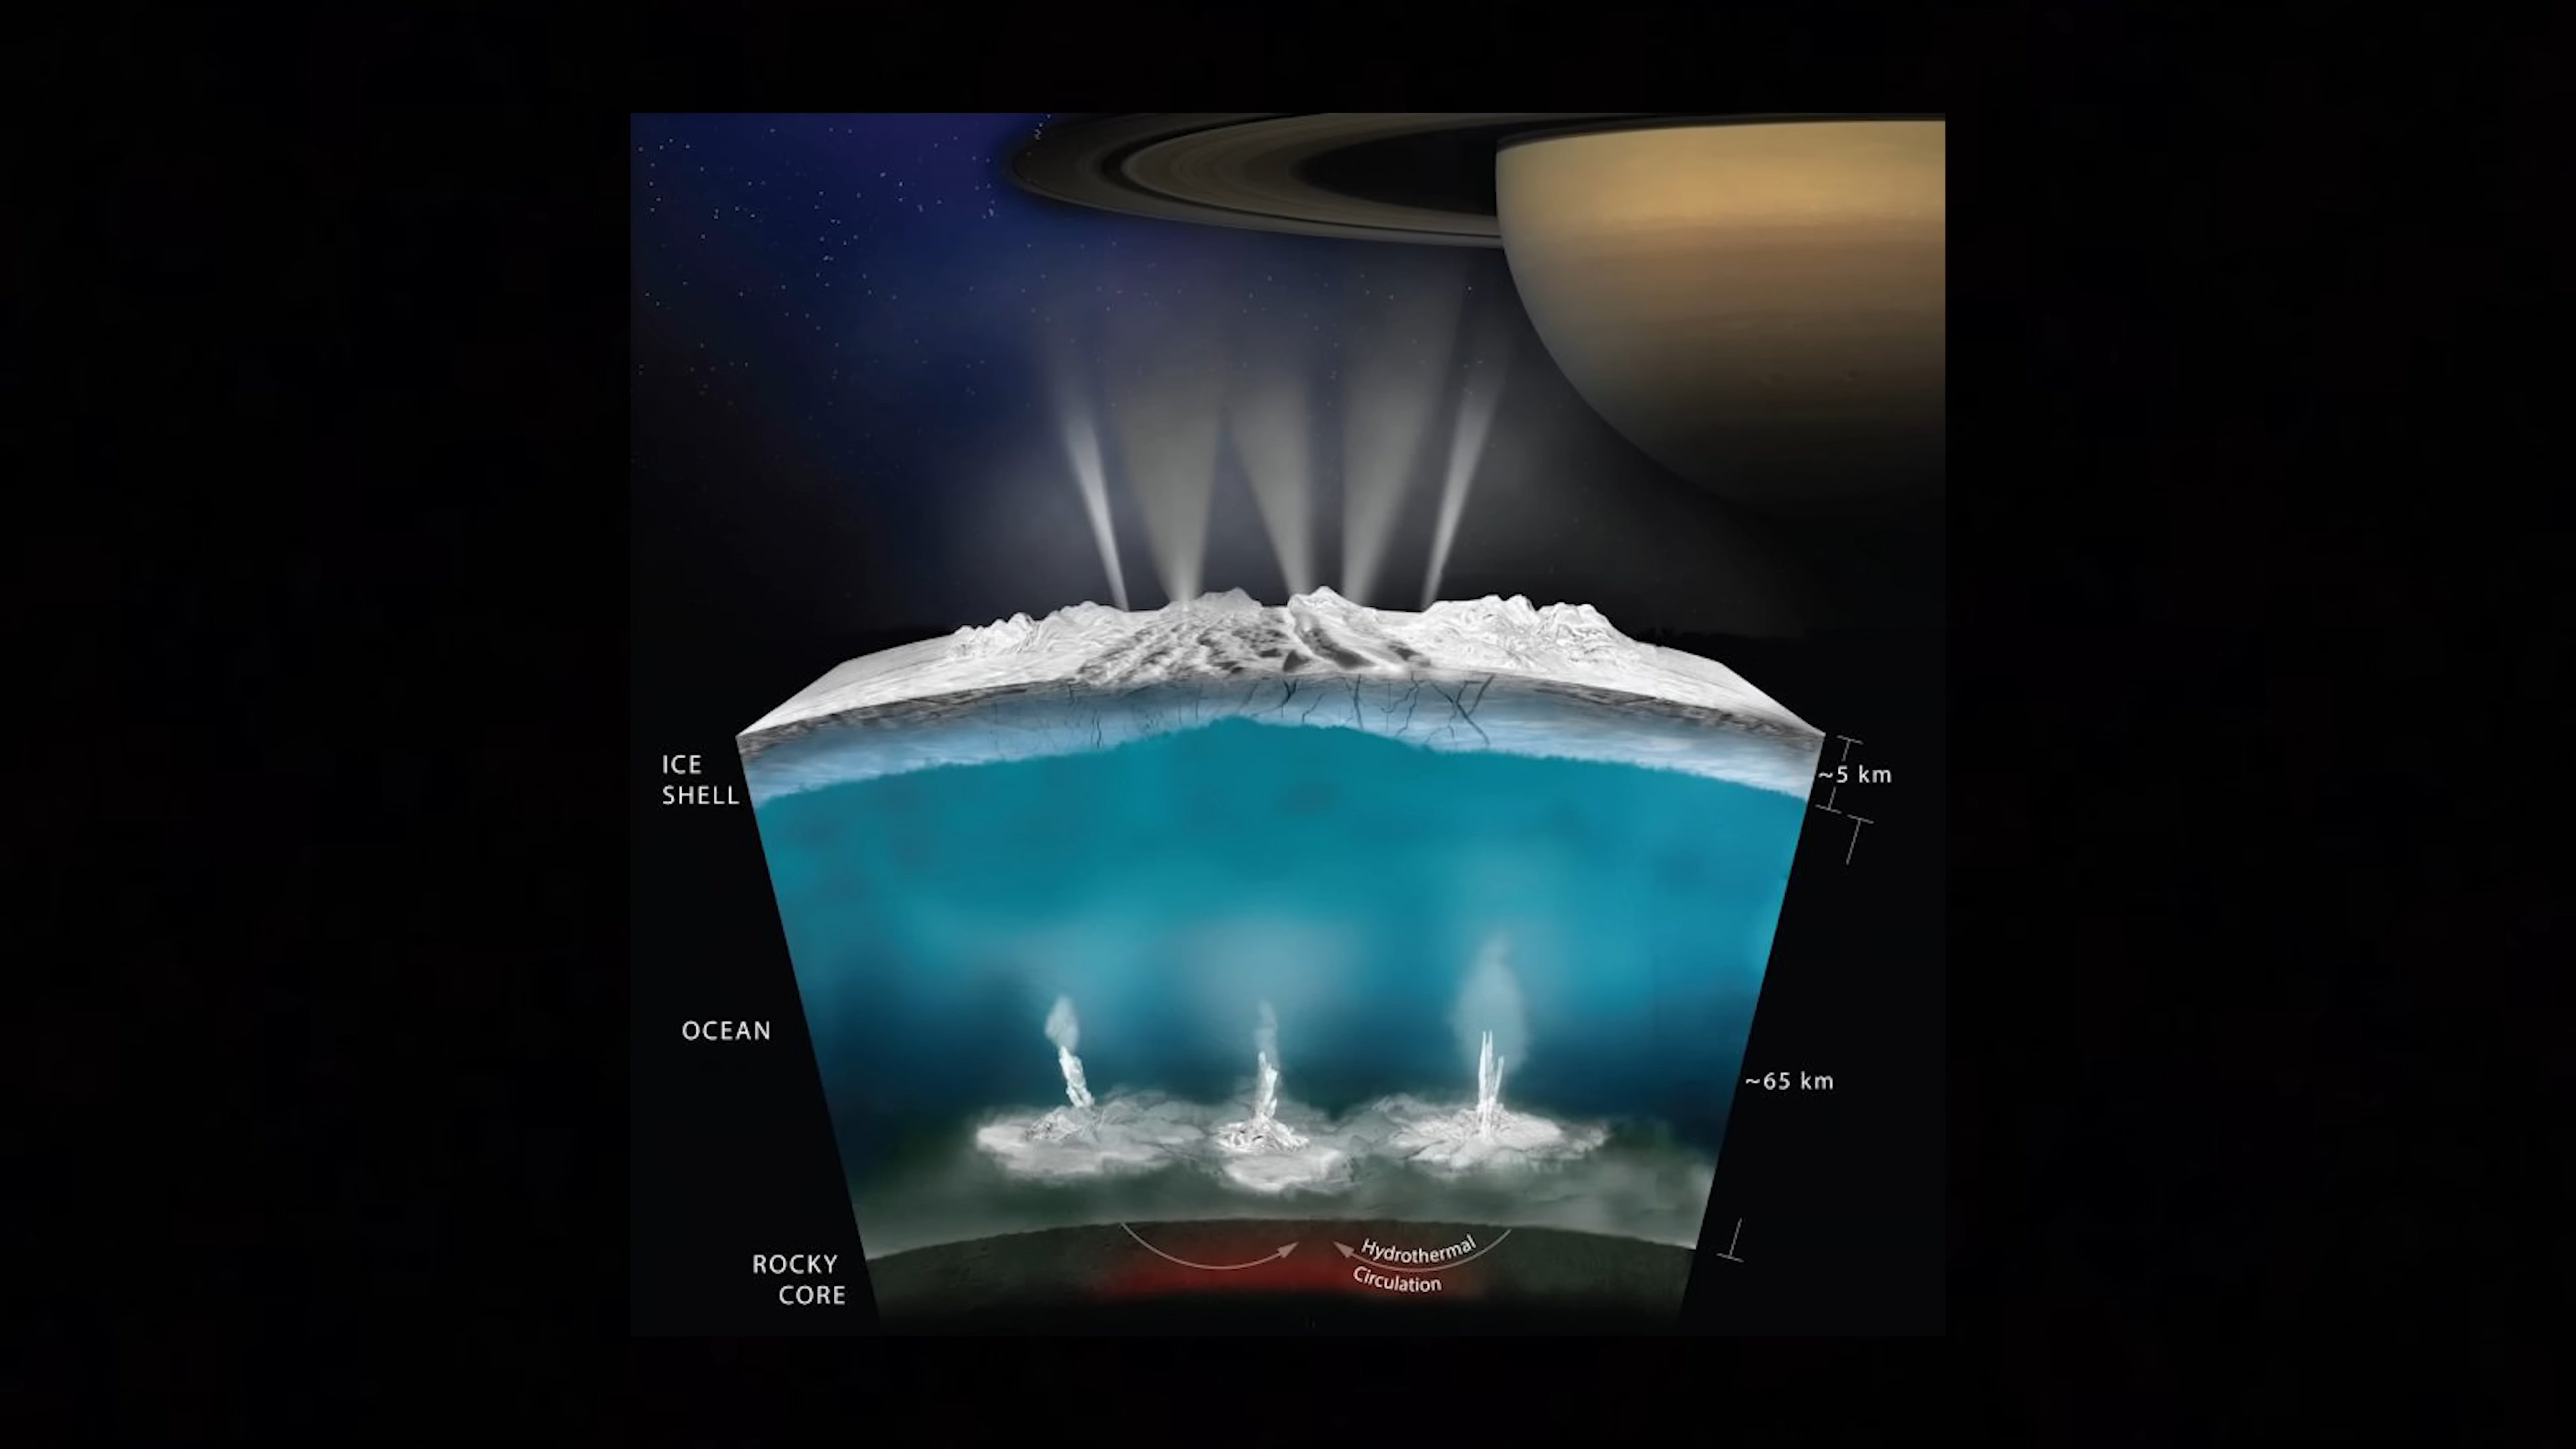 ICE
SHELL
~5 km
OCEAN
~65 km
ROCKY
CORE
Hydrothermal
Circulation